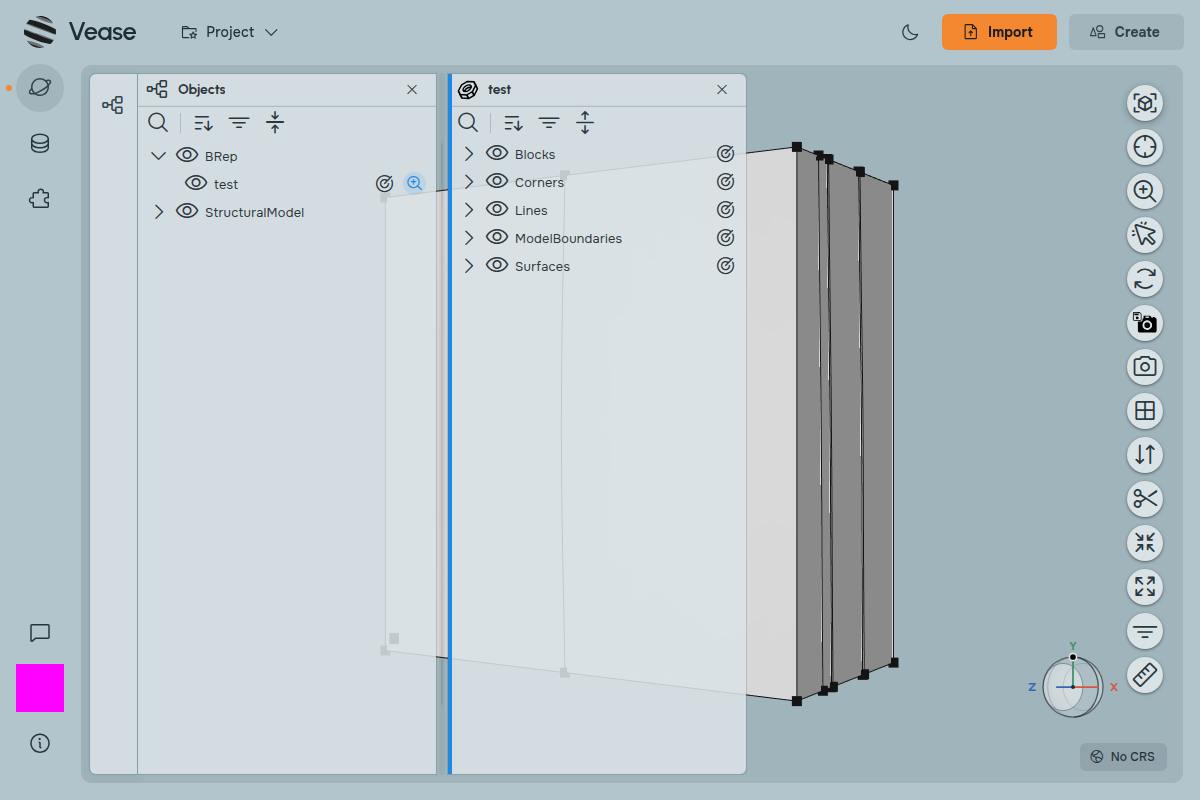 Vease
Project
Import
Create
Objects
test
BRep
test
StructuralModel
Blocks
Corners
Lines
ModelBoundaries
Surfaces
Y
Z
X
No CRS